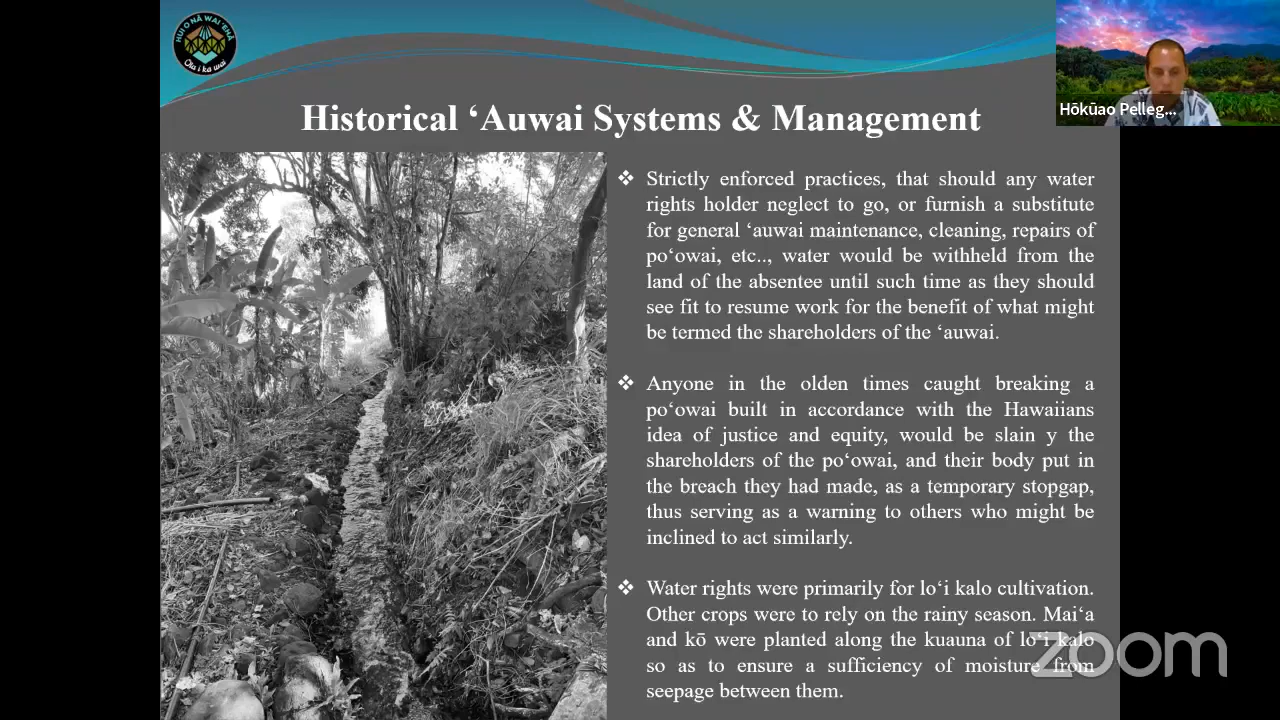 HUI O NĀ WAI ʻEHĀ
Ola i ka wai
Hōkūao Pelleg...
Historical ʻAuwai Systems & Management
❖ Strictly enforced practices, that should any water
rights holder neglect to go, or furnish a substitute
for general ʻauwai maintenance, cleaning, repairs of
poʻowai, etc.., water would be withheld from the
land of the absentee until such time as they should
see fit to resume work for the benefit of what might
be termed the shareholders of the ʻauwai.
❖ Anyone in the olden times caught breaking a
poʻowai built in accordance with the Hawaiians
idea of justice and equity, would be slain y the
shareholders of the poʻowai, and their body put in
the breach they had made, as a temporary stopgap,
thus serving as a warning to others who might be
inclined to act similarly.
❖ Water rights were primarily for loʻi kalo cultivation.
Other crops were to rely on the rainy season. Maiʻa
and kō were planted along the kuauna of loʻi kalo
so as to ensure a sufficiency of moisture from
seepage between them.
zoom